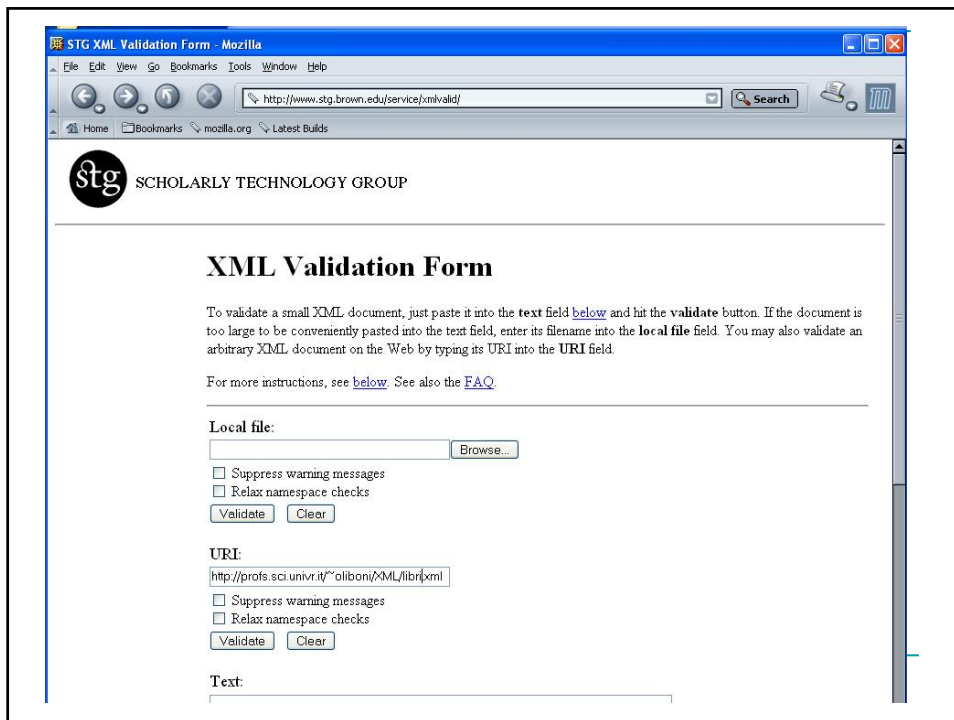 STG XML Validation Form - Mozilla
File Edit View Go Bookmarks Tools Window Help
http://www.stg.brown.edu/service/xmlvalid/ Search
Home Bookmarks mozilla.org Latest Builds
stg SCHOLARLY TECHNOLOGY GROUP
XML Validation Form
To validate a small XML document, just paste it into the text field below and hit the validate button. If the document is
too large to be conveniently pasted into the text field, enter its filename into the local file field. You may also validate an
arbitrary XML document on the Web by typing its URI into the URI field.
For more instructions, see below. See also the FAQ.
Local file:
Browse...
Suppress warning messages
Relax namespace checks
Validate Clear
URI:
http://profs.sci.univr.it/~oliboni/XML/libri.xml
Suppress warning messages
Relax namespace checks
Validate Clear
Text: